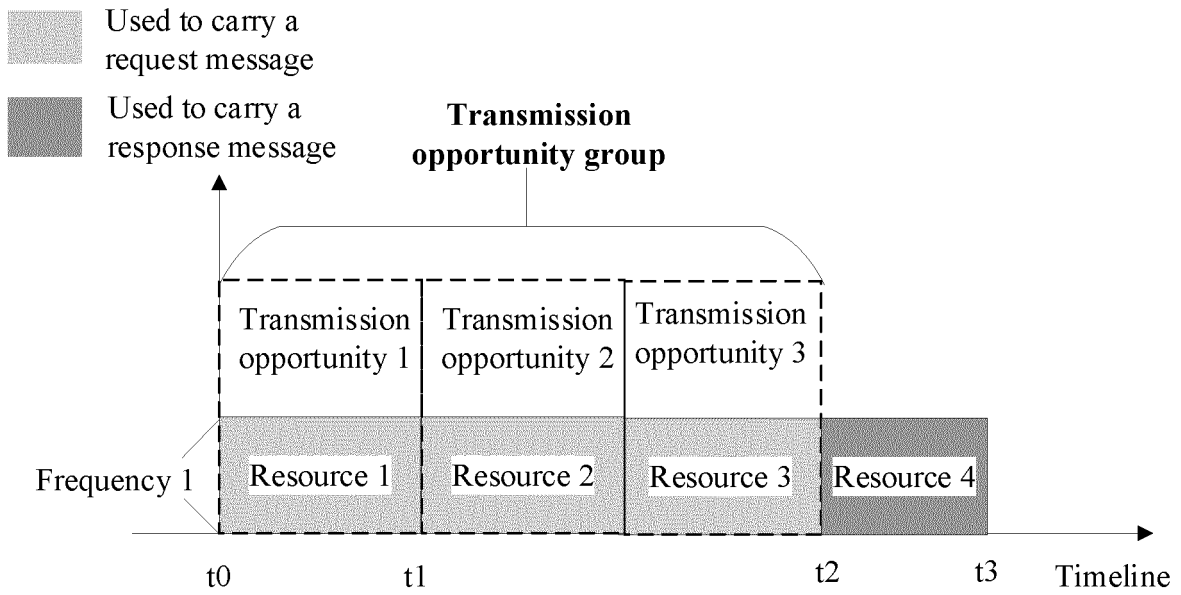 Used to carry a
request message
Used to carry a
response message
Transmission
opportunity group
Transmission
opportunity 1
Transmission
opportunity 2
Transmission
opportunity 3
Frequency 1
Resource 1
Resource 2
Resource 3
Resource 4
t0
t1
t2
t3
Timeline